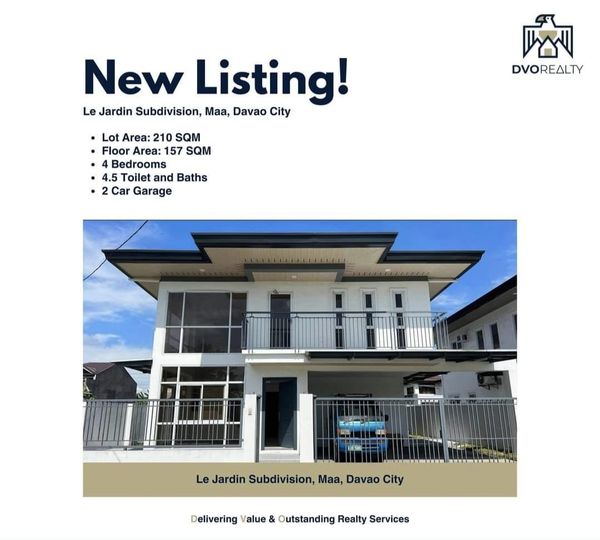 DVOREALTY
New Listing!
Le Jardin Subdivision, Maa, Davao City
• Lot Area: 210 SQM
• Floor Area: 157 SQM
• 4 Bedrooms
• 4.5 Toilet and Baths
• 2 Car Garage
Le Jardin Subdivision, Maa, Davao City
Delivering Value & Outstanding Realty Services